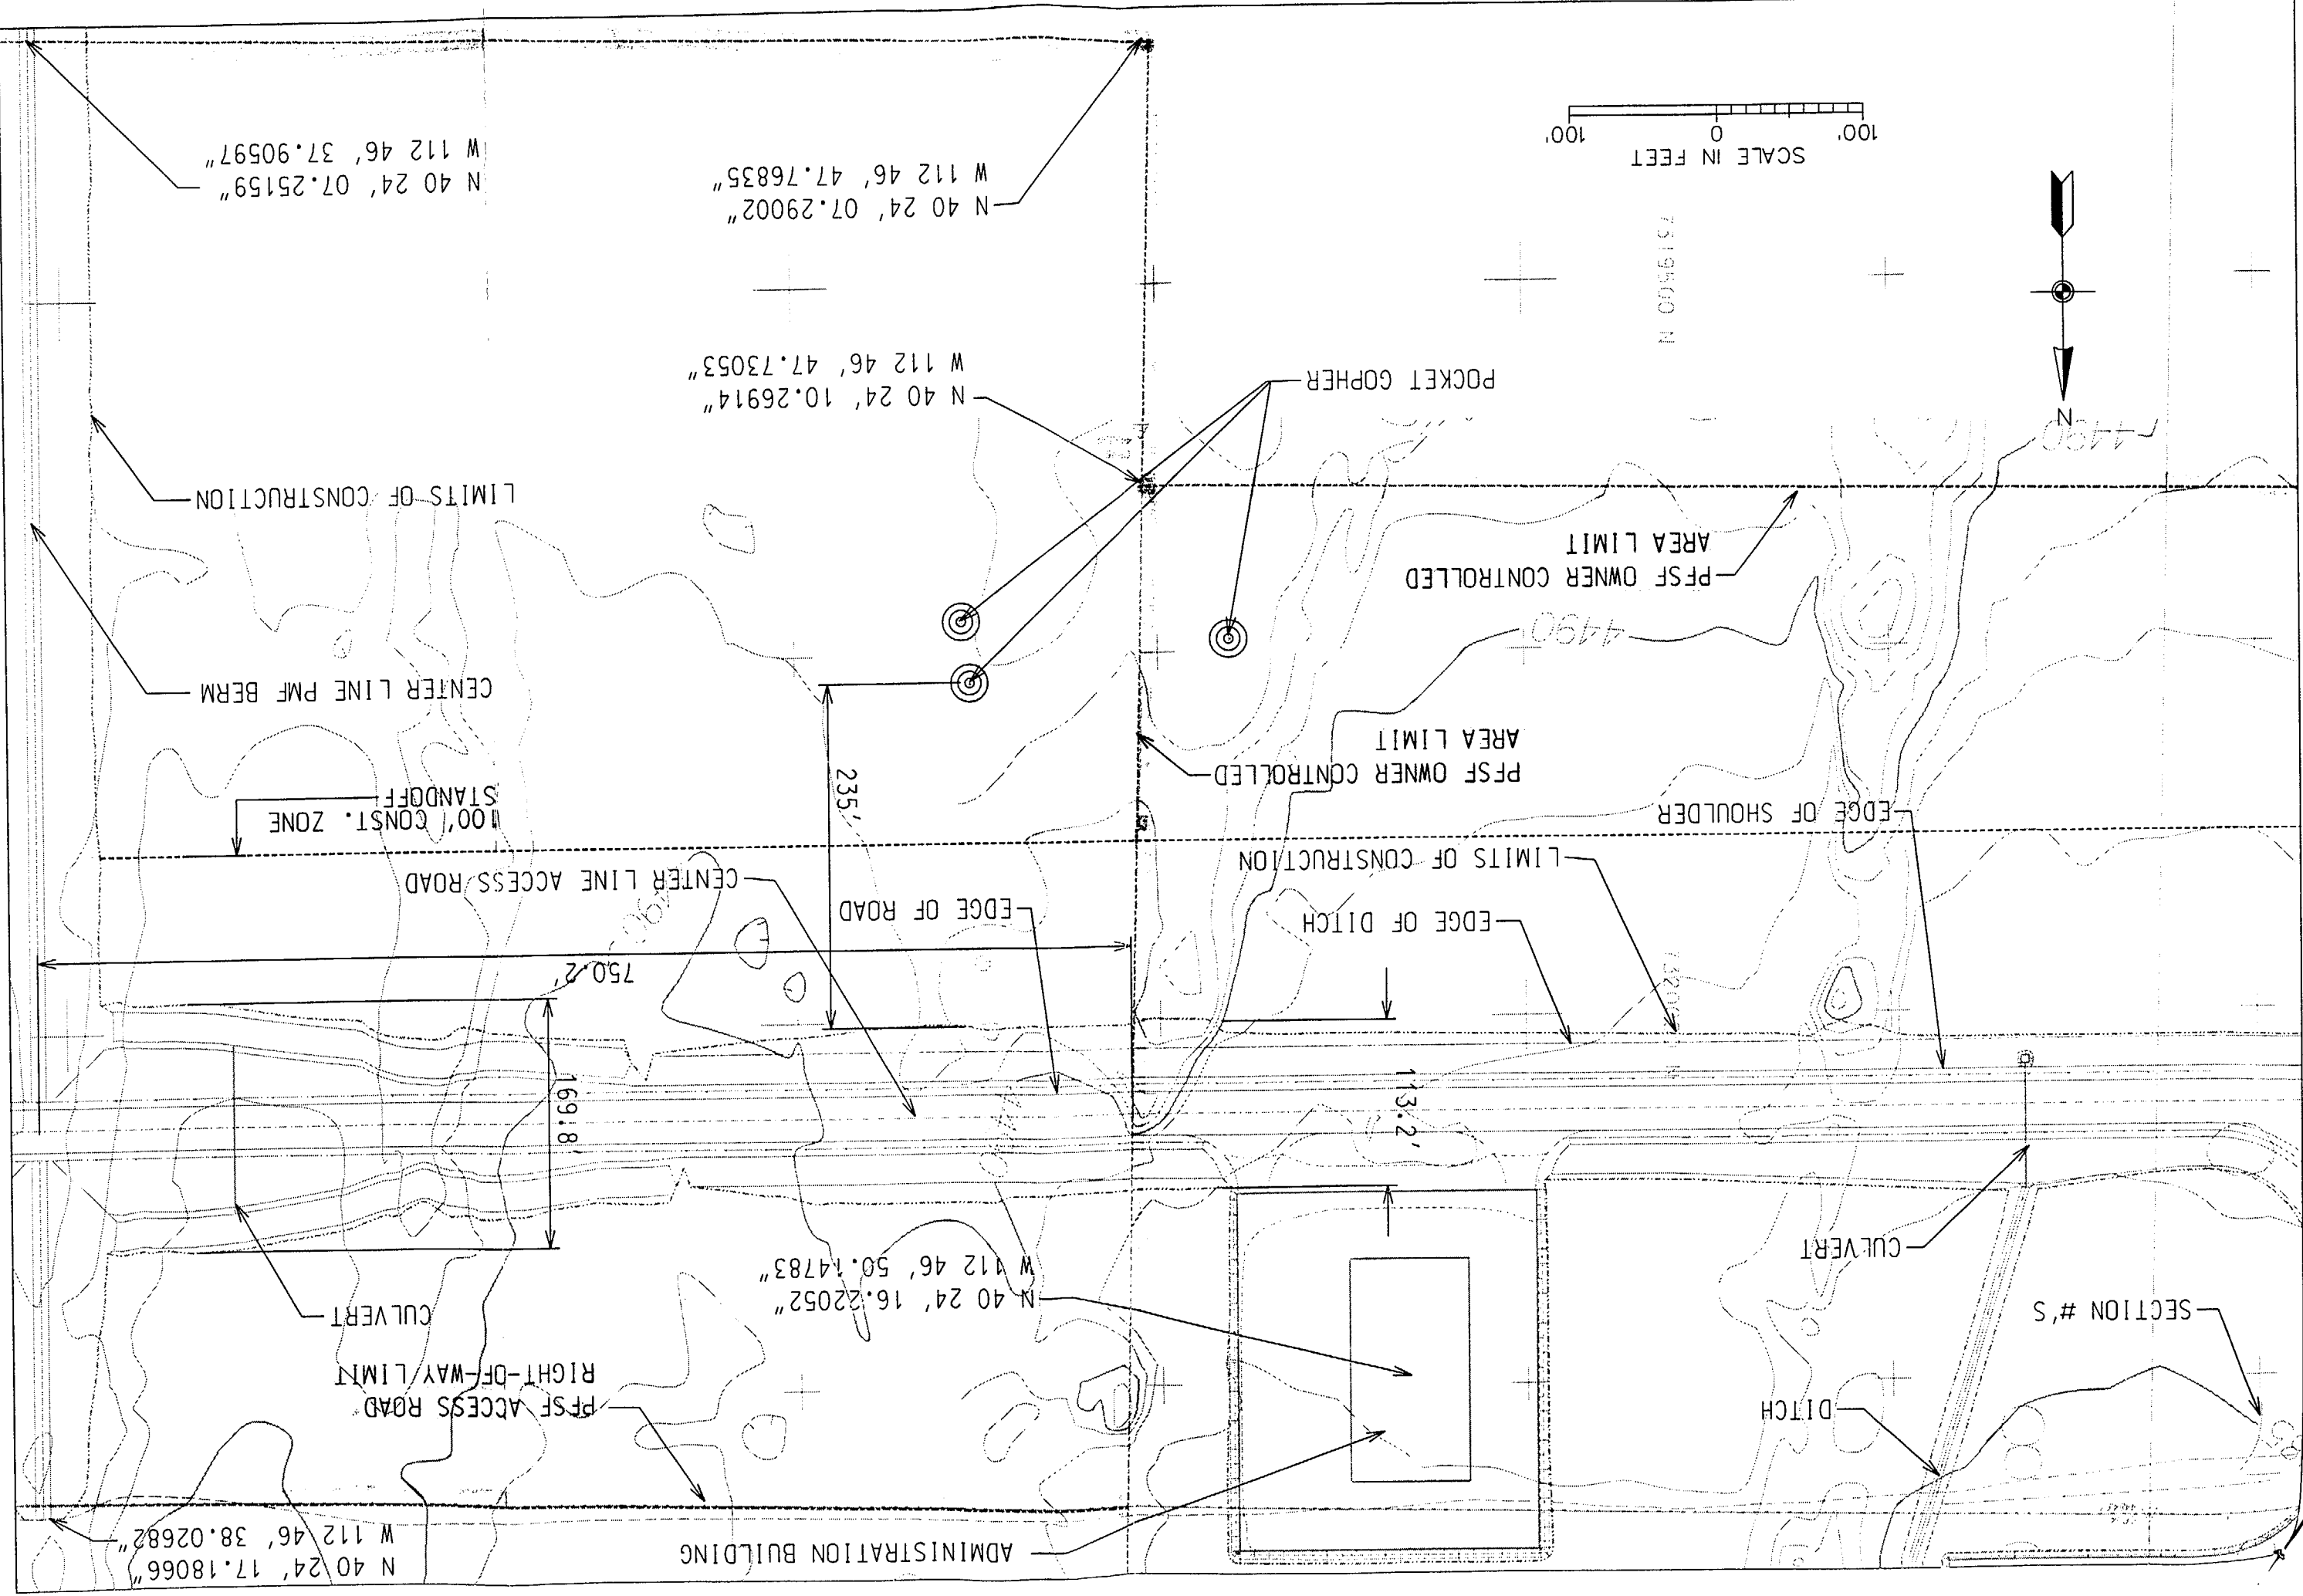 ADMINISTRATION BUILDING
N 40 24' 17.18066"
W 112 46' 38.02682"
DITCH
PFSF ACCESS ROAD
RIGHT-OF-WAY LIMIT
SECTION #'S
CULVERT
N 40 24' 16.22052"
W 112 46' 50.14783"
CULVERT
113.2'
169.8'
750.2'
EDGE OF DITCH
EDGE OF ROAD
CENTER LINE ACCESS ROAD
LIMITS OF CONSTRUCTION
EDGE OF SHOULDER
235'
100' CONST. ZONE
STANDOFF
PFSF OWNER CONTROLLED
AREA LIMIT
CENTER LINE PMF BERM
4490
PFSF OWNER CONTROLLED
AREA LIMIT
LIMITS OF CONSTRUCTION
4490
N
POCKET GOPHER
N 40 24' 10.26914"
W 112 46' 47.73053"
N 7319500
N 40 24' 07.29002"
W 112 46' 47.76835"
N 40 24' 07.25159"
W 112 46' 37.90597"
SCALE IN FEET
100' 0 100'